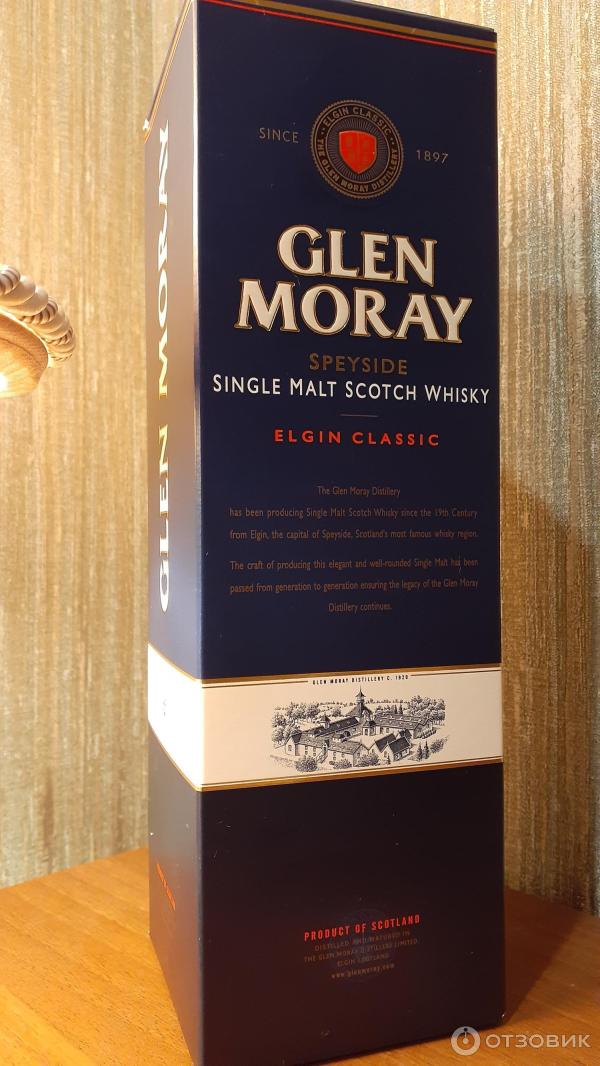 SINCE
1897
ELGIN CLASSIC
THE GLEN MORAY DISTILLERY
GLEN
MORAY
SPEYSIDE
SINGLE MALT SCOTCH WHISKY
ELGIN CLASSIC
The Glen Moray Distillery
has been producing Single Malt Scotch Whisky since the 19th Century
from Elgin, the capital of Speyside, Scotland's most famous whisky region.
The craft of producing this elegant and well-rounded Single Malt has been
passed from generation to generation ensuring the legacy of the Glen Moray
Distillery continues.
GLEN MORAY DISTILLERY C. 1920
PRODUCT OF SCOTLAND
DISTILLED AND MATURED IN
THE GLEN MORAY DISTILLERS LIMITED
ELGIN SCOTLAND
www.glenmoray.com
GLEN MORAY
ОТЗОВИК